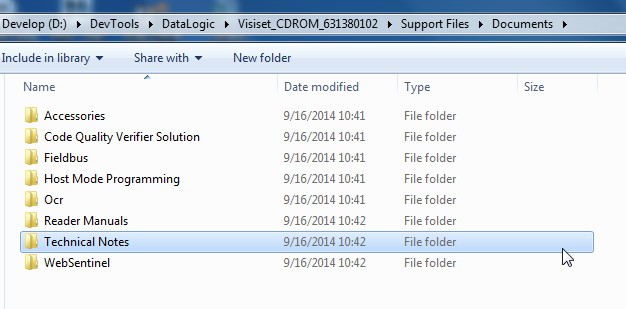 Develop (D:) DevTools DataLogic Visiset_CDROM_631380102 Support Files Documents
Include in library Share with New folder
Name Date modified Type Size
Accessories 9/16/2014 10:41 File folder
Code Quality Verifier Solution 9/16/2014 10:41 File folder
Fieldbus 9/16/2014 10:41 File folder
Host Mode Programming 9/16/2014 10:41 File folder
Ocr 9/16/2014 10:41 File folder
Reader Manuals 9/16/2014 10:42 File folder
Technical Notes 9/16/2014 10:42 File folder
WebSentinel 9/16/2014 10:42 File folder